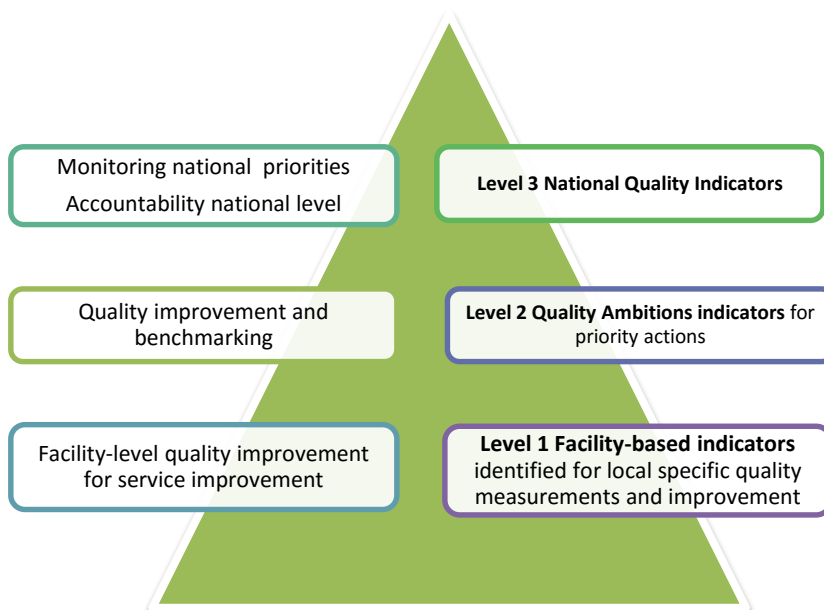 Monitoring national priorities
Accountability national level
Level 3 National Quality Indicators
Quality improvement and
benchmarking
Level 2 Quality Ambitions indicators for
priority actions
Facility-level quality improvement
for service improvement
Level 1 Facility-based indicators
identified for local specific quality
measurements and improvement